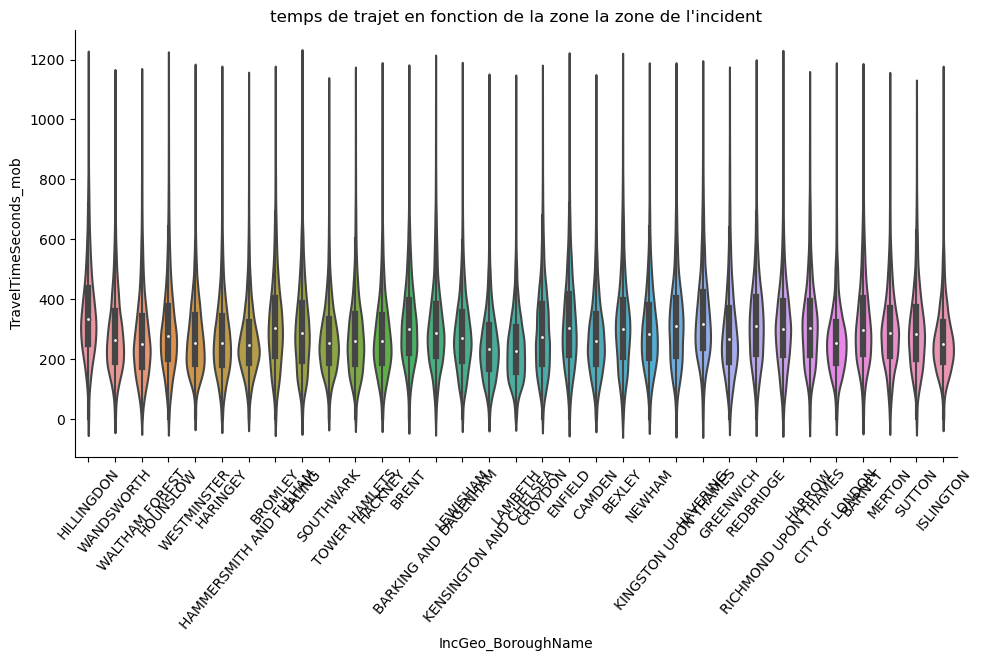 temps de trajet en fonction de la zone la zone de l'incident
TravelTimeSeconds_mob
1200
1000
800
600
400
200
0
HILLINGDON
WANDSWORTH
WALTHAM FOREST
HOUNSLOW
WESTMINSTER
HARINGEY
HAMMERSMITH AND FULHAM
BROMLEY
EALING
SOUTHWARK
TOWER HAMLETS
HACKNEY
BRENT
BARKING AND DAGENHAM
LEWISHAM
KENSINGTON AND CHELSEA
LAMBETH
CROYDON
ENFIELD
CAMDEN
BEXLEY
NEWHAM
KINGSTON UPON THAMES
HAVERING
GREENWICH
REDBRIDGE
RICHMOND UPON THAMES
HARROW
CITY OF LONDON
BARNET
MERTON
SUTTON
ISLINGTON
IncGeo_BoroughName